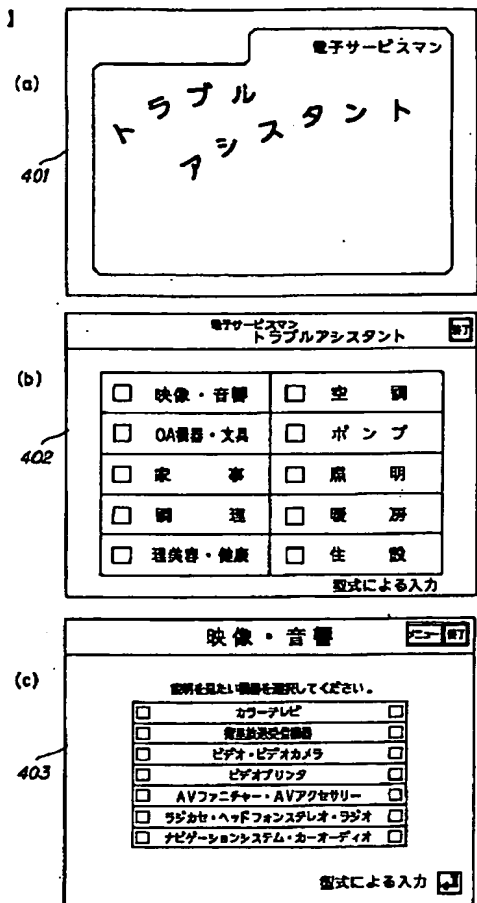 】
(a)
電子サービスマン
トラブル
アシスタント
401
電子サービスマン
トラブルアシスタント 終了
(b)
映像・音響 空調
OA機器・文具 ポンプ
家事 照明
調理 暖房
理美容・健康 住設
402
型式による入力
映像・音響 メニュー 終了
(c)
説明を見たい機器を選択してください。
カラーテレビ
衛星放送受信機器
ビデオ・ビデオカメラ
ビデオプリンタ
AVファニチャー・AVアクセサリー
ラジカセ・ヘッドフォンステレオ・ラジオ
ナビゲーションシステム・カーオーディオ
403
型式による入力